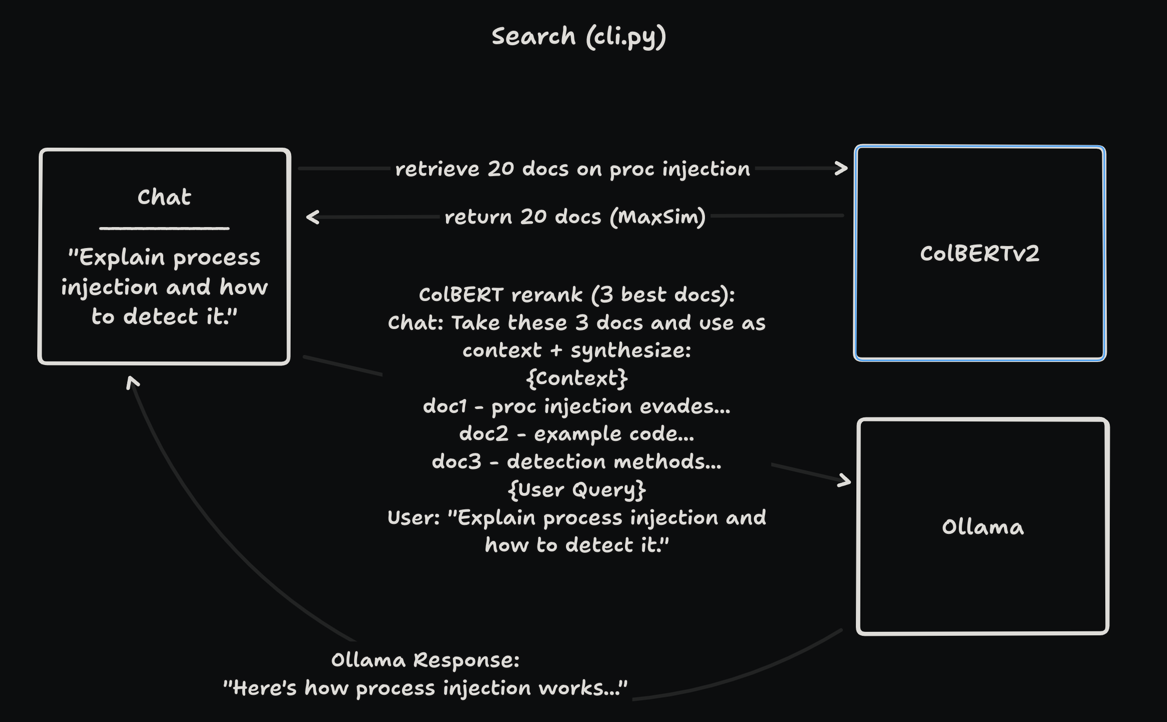 Search (cli.py)
Chat
"Explain process
injection and how
to detect it."
retrieve 20 docs on proc injection
return 20 docs (MaxSim)
ColBERTv2
ColBERT rerank (3 best docs):
Chat: Take these 3 docs and use as
context + synthesize:
{Context}
doc1 - proc injection evades...
doc2 - example code...
doc3 - detection methods...
{User Query}
User: "Explain process injection and
how to detect it."
Ollama
Ollama Response:
"Here's how process injection works..."